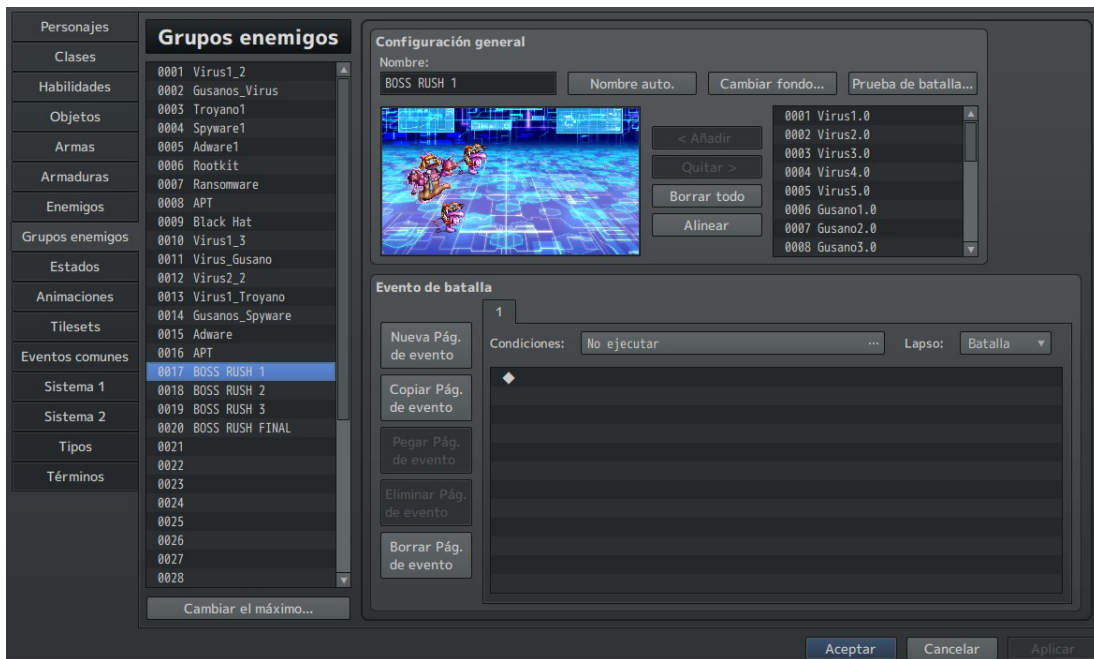 Personajes
Clases
Habilidades
Objetos
Armas
Armaduras
Enemigos
Grupos enemigos
Estados
Animaciones
Tilesets
Eventos comunes
Sistema 1
Sistema 2
Tipos
Términos
Grupos enemigos
0001 Virus1_2
0002 Gusanos_Virus
0003 Troyano1
0004 Spyware1
0005 Adware1
0006 Rootkit
0007 Ransomware
0008 APT
0009 Black Hat
0010 Virus1_3
0011 Virus_Gusano
0012 Virus2_2
0013 Virus1_Troyano
0014 Gusanos_Spyware
0015 Adware
0016 APT
0017 BOSS RUSH 1
0018 BOSS RUSH 2
0019 BOSS RUSH 3
0020 BOSS RUSH FINAL
0021
0022
0023
0024
0025
0026
0027
0028
Cambiar el máximo...
Configuración general
Nombre:
BOSS RUSH 1
Nombre auto.
Cambiar fondo...
Prueba de batalla...
< Añadir
Quitar >
Borrar todo
Alinear
0001 Virus1.0
0002 Virus2.0
0003 Virus3.0
0004 Virus4.0
0005 Virus5.0
0006 Gusano1.0
0007 Gusano2.0
0008 Gusano3.0
Evento de batalla
1
Nueva Pág.
de evento
Copiar Pág.
de evento
Pegar Pág.
de evento
Eliminar Pág.
de evento
Borrar Pág.
de evento
Condiciones: No ejecutar ... Lapso: Batalla
Aceptar
Cancelar
Aplicar